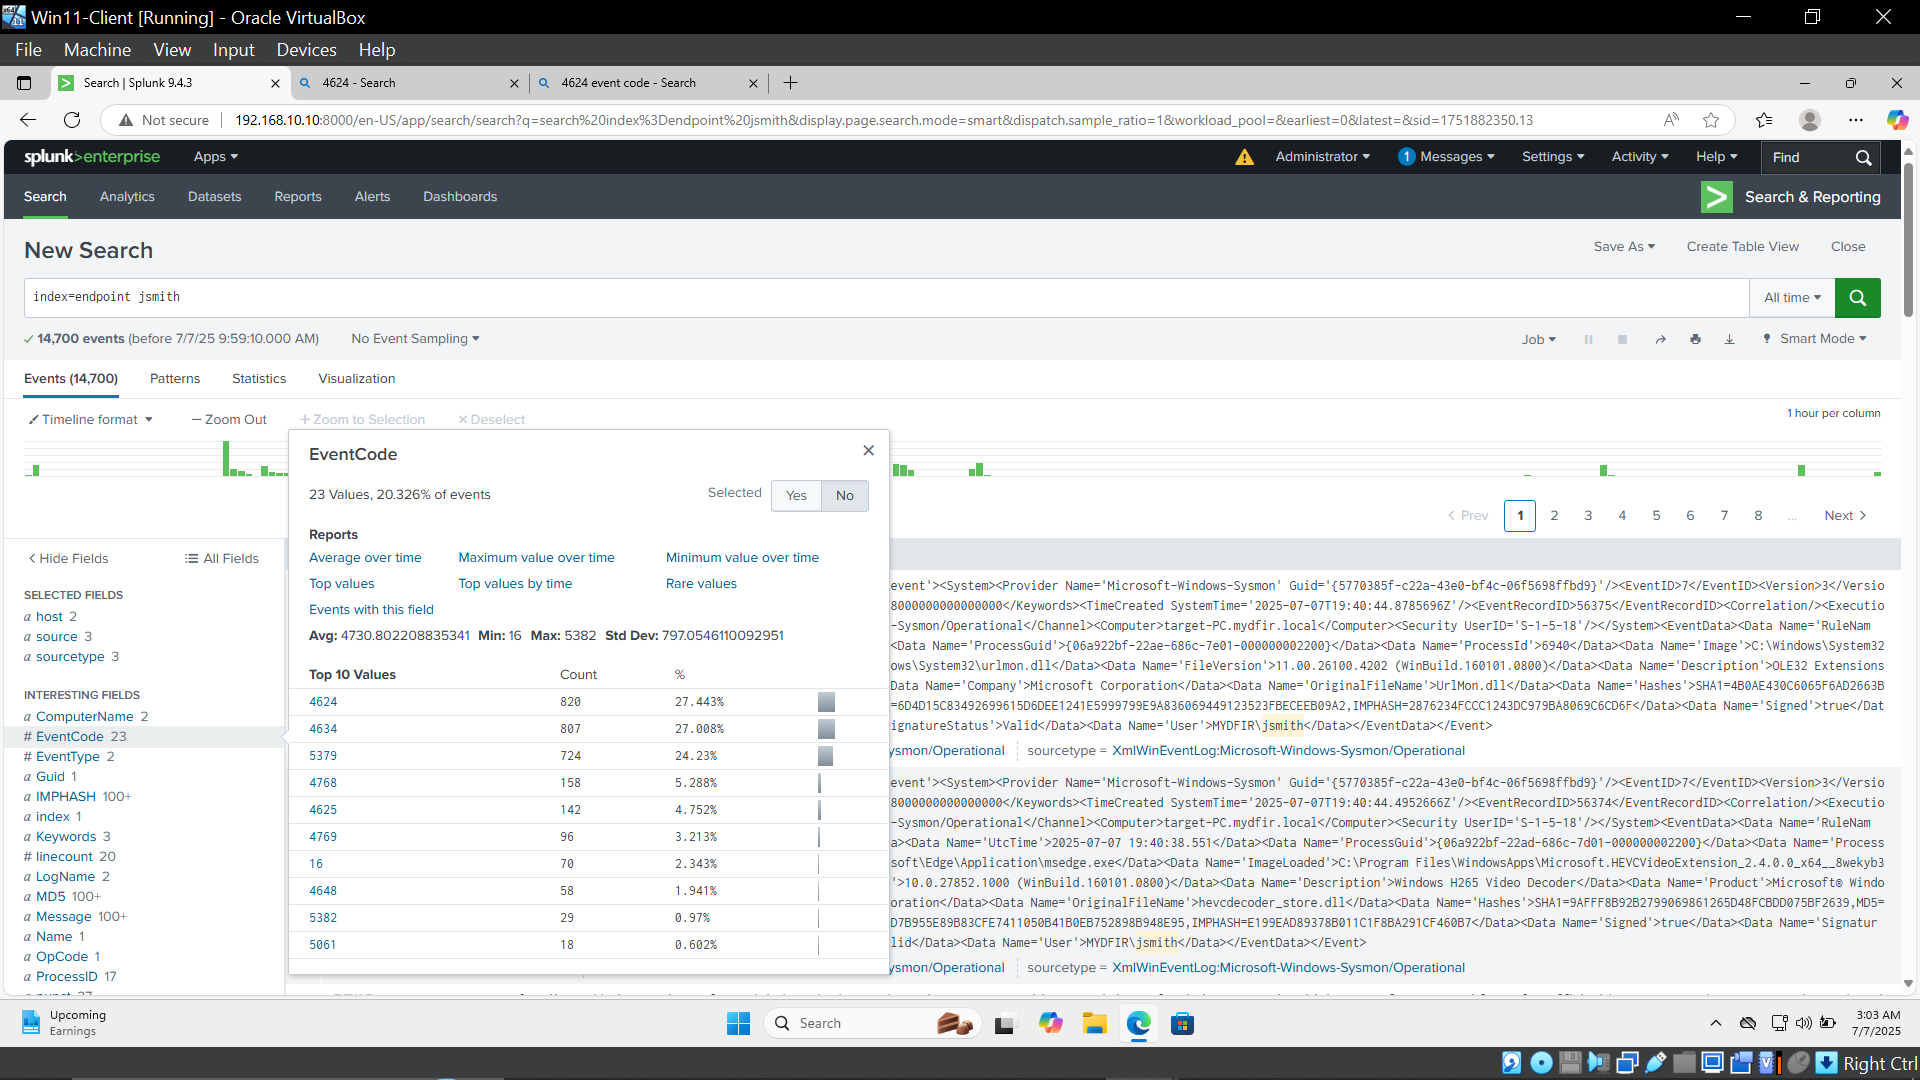 Win11-Client [Running] - Oracle VirtualBox
File Machine View Input Devices Help
Search | Splunk 9.4.3
4624 - Search
4624 event code - Search
Not secure 192.168.10.10:8000/en-US/app/search/search?q=search%20index%3Dendpoint%20jsmith&display.page.search.mode=smart&dispatch.sample_ratio=1&workload_pool=&earliest=0&latest=&sid=1751882350.13
splunk>enterprise Apps Administrator 1 Messages Settings Activity Help Find
Search Analytics Datasets Reports Alerts Dashboards Search & Reporting
New Search Save As Create Table View Close
index=endpoint jsmith All time
14,700 events (before 7/7/25 9:59:10.000 AM) No Event Sampling Job Smart Mode
Events (14,700) Patterns Statistics Visualization
Timeline format — Zoom Out + Zoom to Selection × Deselect 1 hour per column
EventCode
23 Values, 20.326% of events Selected Yes No
Reports
Average over time Maximum value over time Minimum value over time
Top values Top values by time Rare values
Events with this field
Avg: 4730.802208835341 Min: 16 Max: 5382 Std Dev: 797.0546110092951
Top 10 Values Count %
4624 820 27.443%
4634 807 27.008%
5379 724 24.23%
4768 158 5.288%
4625 142 4.752%
4769 96 3.213%
16 70 2.343%
4648 58 1.941%
5382 29 0.97%
5061 18 0.602%
< Prev 1 2 3 4 5 6 7 8 ... Next >
< Hide Fields All Fields
SELECTED FIELDS
a host 2
a source 3
a sourcetype 3
INTERESTING FIELDS
a ComputerName 2
# EventCode 23
# EventType 2
a Guid 1
a IMPHASH 100+
a index 1
a Keywords 3
# linecount 20
a LogName 2
a MD5 100+
a Message 100+
a Name 1
a OpCode 1
a ProcessID 17
event'><System><Provider Name='Microsoft-Windows-Sysmon' Guid='{5770385f-c22a-43e0-bf4c-06f5698ffbd9}'/><EventID>7</EventID><Version>3</Versio
8000000000000000</Keywords><TimeCreated SystemTime='2025-07-07T19:40:44.8785696Z'/><EventRecordID>56375</EventRecordID><Correlation/><Executio
-Sysmon/Operational</Channel><Computer>target-PC.mydfir.local</Computer><Security UserID='S-1-5-18'/></System><EventData><Data Name='RuleNam
<Data Name='ProcessGuid'>{06a922bf-22ae-686c-7e01-000000002200}</Data><Data Name='ProcessId'>6940</Data><Data Name='Image'>C:\Windows\System32
ows\System32\urlmon.dll</Data><Data Name='FileVersion'>11.00.26100.4202 (WinBuild.160101.0800)</Data><Data Name='Description'>OLE32 Extensions
Data Name='Company'>Microsoft Corporation</Data><Data Name='OriginalFileName'>UrlMon.dll</Data><Data Name='Hashes'>SHA1=4B0AE430C6065F6AD2663B
=6D4D15C83492699615D6DEE1241E5999799E9A836069449123523FBECEEB09A2,IMPHASH=2876234FCCC1243DC979BA8069C6CD6F</Data><Data Name='Signed'>true</Dat
ignatureStatus'>Valid</Data><Data Name='User'>MYDFIR\jsmith</Data></EventData></Event>
ysmon/Operational sourcetype = XmlWinEventLog:Microsoft-Windows-Sysmon/Operational
event'><System><Provider Name='Microsoft-Windows-Sysmon' Guid='{5770385f-c22a-43e0-bf4c-06f5698ffbd9}'/><EventID>7</EventID><Version>3</Versio
8000000000000000</Keywords><TimeCreated SystemTime='2025-07-07T19:40:44.4952666Z'/><EventRecordID>56374</EventRecordID><Correlation/><Executio
-Sysmon/Operational</Channel><Computer>target-PC.mydfir.local</Computer><Security UserID='S-1-5-18'/></System><EventData><Data Name='RuleNam
a><Data Name='UtcTime'>2025-07-07 19:40:38.551</Data><Data Name='ProcessGuid'>{06a922bf-22ad-686c-7d01-000000002200}</Data><Data Name='Process
soft\Edge\Application\msedge.exe</Data><Data Name='ImageLoaded'>C:\Program Files\WindowsApps\Microsoft.HEVCVideoExtension_2.4.0.0_x64__8wekyb3
'>10.0.27852.1000 (WinBuild.160101.0800)</Data><Data Name='Description'>Windows H265 Video Decoder</Data><Data Name='Product'>Microsoft® Windo
oration</Data><Data Name='OriginalFileName'>hevcdecoder_store.dll</Data><Data Name='Hashes'>SHA1=9AFFF8B92B2799069861265D48FCBDD075BF2639,MD5=
D7B955E89B83CFE7411050B41B0EB752898B948E95,IMPHASH=E199EAD89378B011C1F8BA291CF460B7</Data><Data Name='Signed'>true</Data><Data Name='Signatur
lid</Data><Data Name='User'>MYDFIR\jsmith</Data></EventData></Event>
ysmon/Operational sourcetype = XmlWinEventLog:Microsoft-Windows-Sysmon/Operational
Upcoming
Earnings
Search
3:03 AM
7/7/2025
Right Ctrl